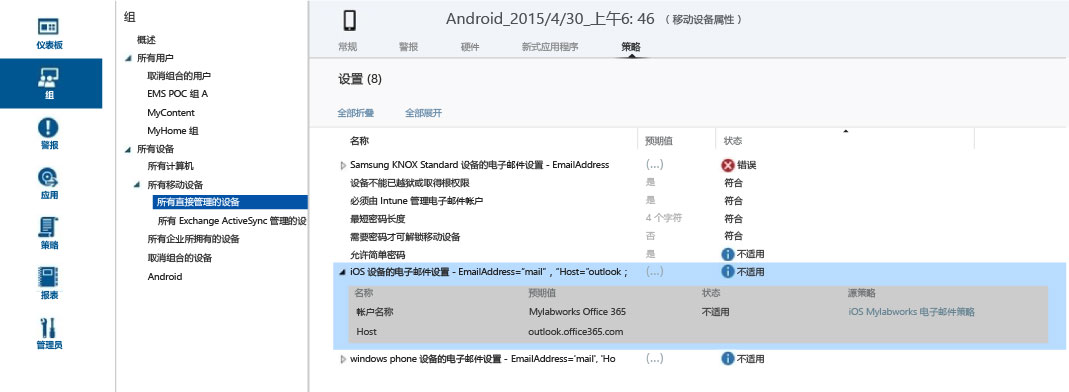 仪表板
组
警报
应用
策略
报表
管理员
组
概述
所有用户
取消组合的用户
EMS POC 组 A
MyContent
MyHome 组
所有设备
所有计算机
所有移动设备
所有直接管理的设备
所有 Exchange ActiveSync 管理的设
所有企业所拥有的设备
取消组合的设备
Android
Android_2015/4/30_上午6: 46 （移动设备属性）
常规 警报 硬件 新式应用程序 策略
设置 (8)
全部折叠 全部展开
名称 预期值 状态
Samsung KNOX Standard 设备的电子邮件设置 - EmailAddress (...) 错误
设备不能已越狱或取得根权限 是 符合
必须由 Intune 管理电子邮件帐户 是 符合
最短密码长度 4 个字符 符合
需要密码才可解锁移动设备 否 符合
允许简单密码 是 不适用
iOS 设备的电子邮件设置 - EmailAddress="mail"，"Host="outlook； (...) 不适用
名称 预期值 状态 源策略
帐户名称 Mylabworks Office 365 不适用 iOS Mylabworks 电子邮件策略
Host outlook.office365.com
windows phone 设备的电子邮件设置 - EmailAddress='mail', 'Ho (...) 不适用